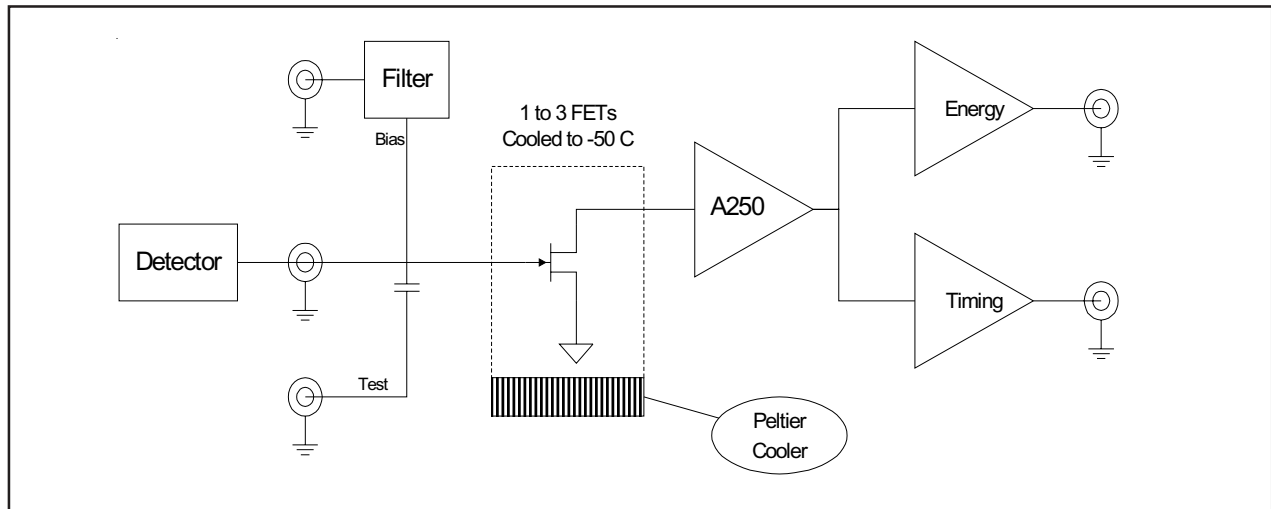 Filter
Bias
1 to 3 FETs
Cooled to -50 C
Energy
A250
Detector
Timing
Test
Peltier
Cooler